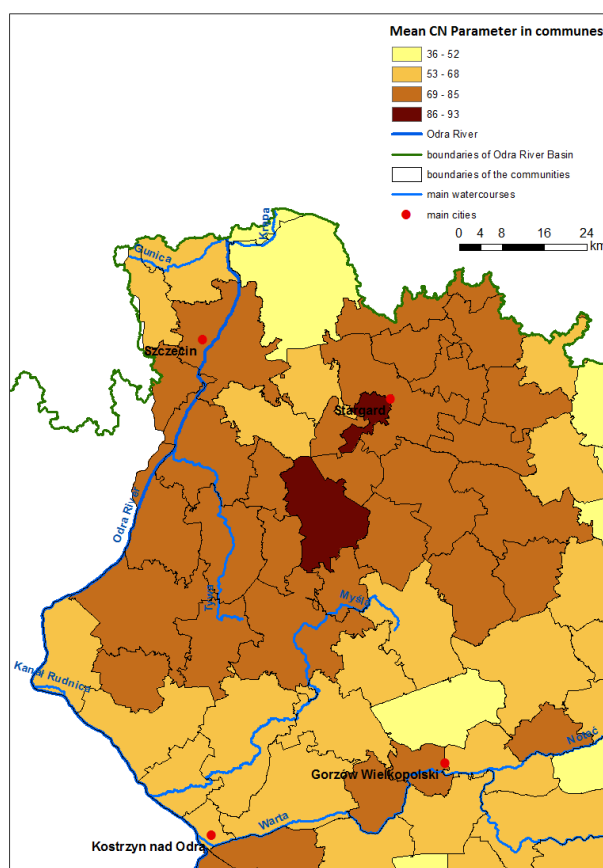 Mean CN Parameter in communes
36 - 52
53 - 68
69 - 85
86 - 93
Odra River
boundaries of Odra River Basin
boundaries of the communities
main watercourses
main cities
0 4 8 16 24
km
Krępa
Gunica
Szczecin
Stargard
Odra River
Tywa
Myśla
Kanał Rudnica
Noteć
Gorzów Wielkopolski
Warta
Kostrzyn nad Odrą